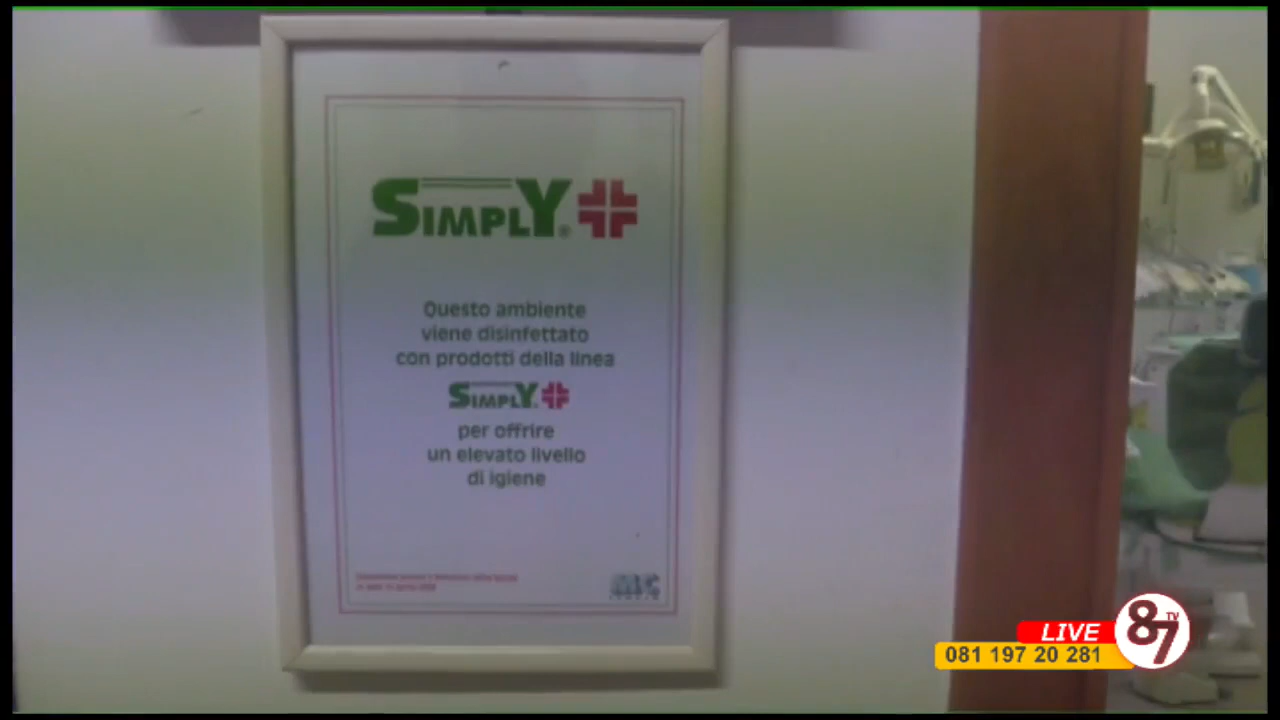 SIMPLY®
Questo ambiente
viene disinfettato
con prodotti della linea
SIMPLY
per offrire
un elevato livello
di igiene
LIVE
081 197 20 281
87
TV